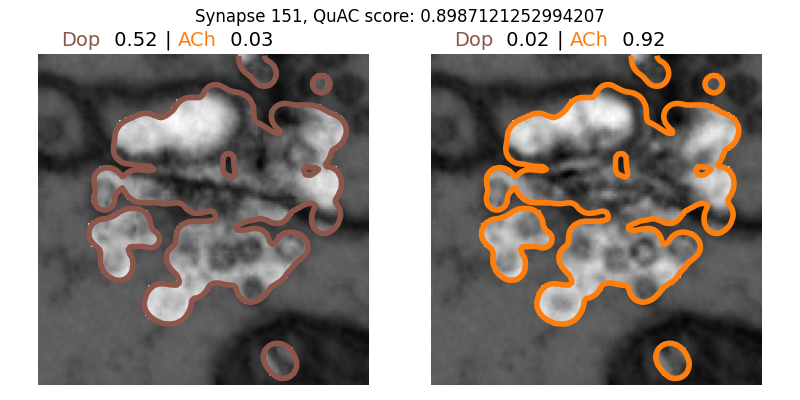 Synapse 151, QuAC score: 0.8987121252994207
Dop 0.52 | ACh 0.03
Dop 0.02 | ACh 0.92